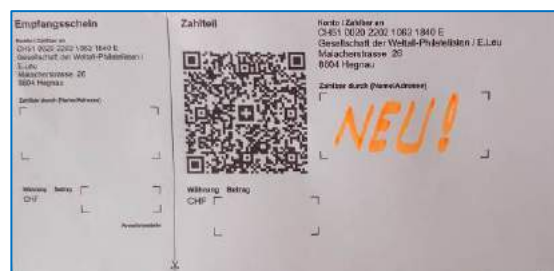 Empfangsschein
Konto / Zahlbar an
CH51 0020 2202 1063 1840 E
Gesellschaft der Weltall-Philatelisten /
E.Leu
Maiacherstrasse 26
8604 Hegnau
Zahlbar durch (Name/Adresse)
Währung Betrag
CHF
Annahmestelle
Zahlteil
Währung Betrag
CHF
Konto / Zahlbar an
CH51 0020 2202 1063 1840 E
Gesellschaft der Weltall-Philatelisten / E.Leu
Maiacherstrasse 26
8604 Hegnau
Zahlbar durch (Name/Adresse)
NEU!